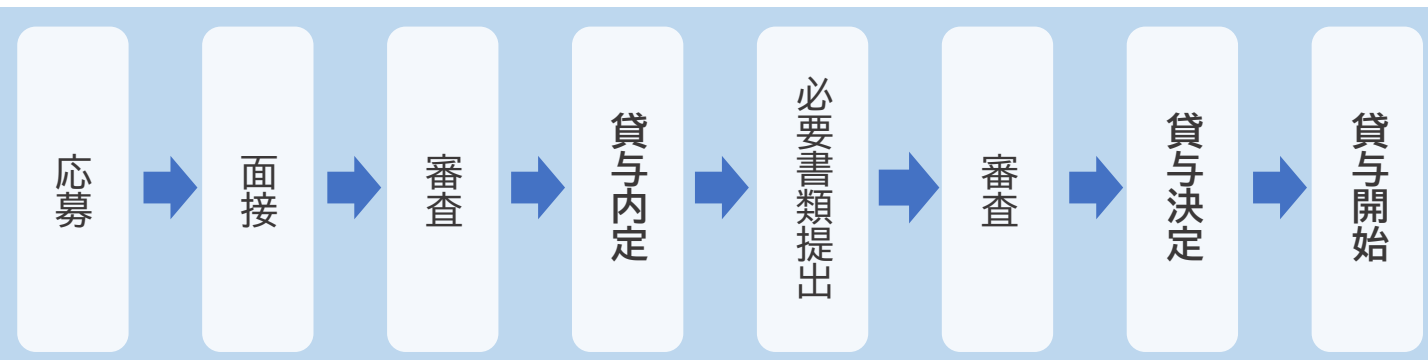 応募
面接
審査
貸与内定
必要書類提出
審査
貸与決定
貸与開始